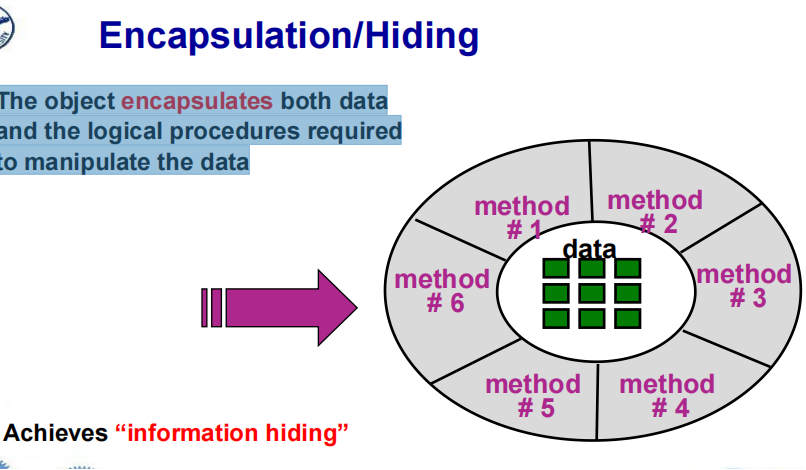 Encapsulation/Hiding
The object encapsulates both data
and the logical procedures required
to manipulate the data
method
# 1
method
# 2
data
method
# 6
method
# 3
method
# 5
method
# 4
Achieves “information hiding”